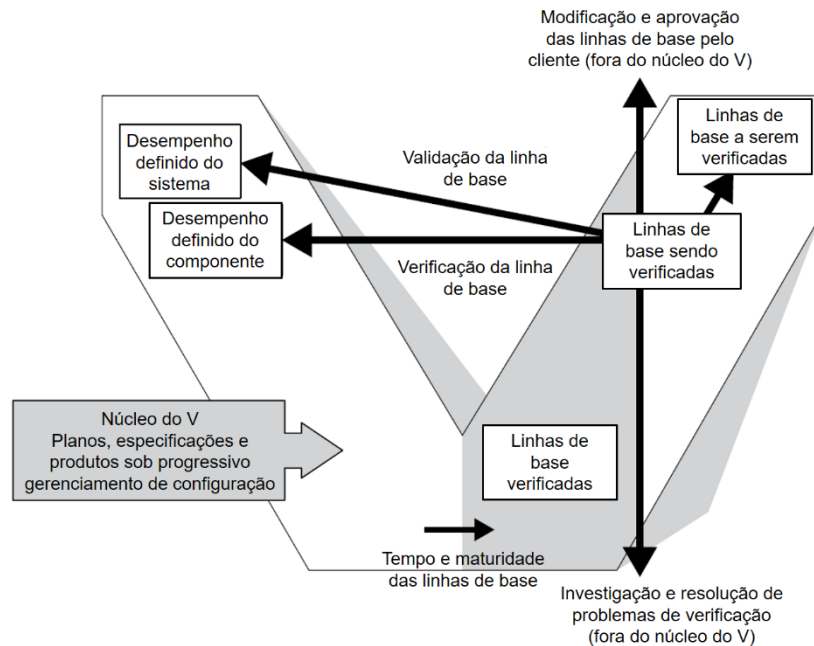 Modificação e aprovação
das linhas de base pelo
cliente (fora do núcleo do V)
Linhas de
base a serem
verificadas
Desempenho
definido do
sistema
Validação da linha
de base
Desempenho
definido do
componente
Linhas de
base sendo
verificadas
Verificação da linha
de base
Núcleo do V
Planos, especificações e
produtos sob progressivo
gerenciamento de configuração
Linhas de
base
verificadas
Tempo e maturidade
das linhas de base
Investigação e resolução de
problemas de verificação
(fora do núcleo do V)